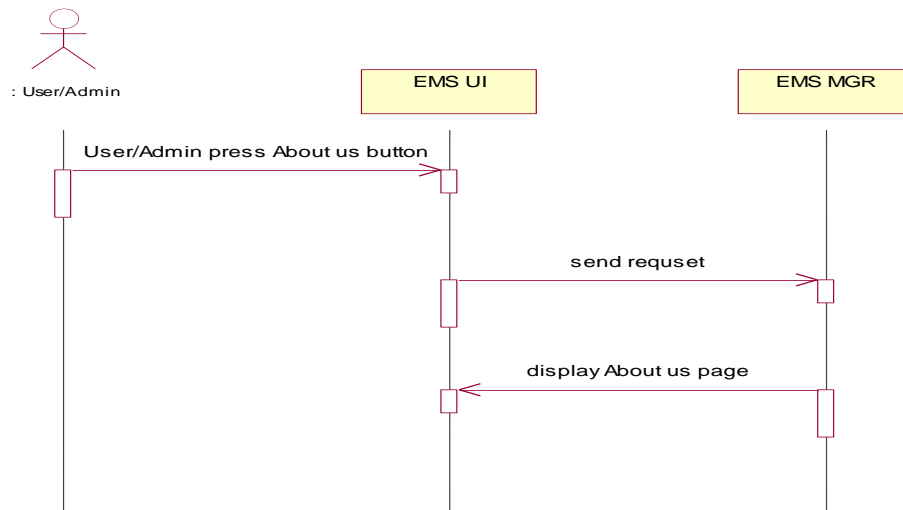 EMS UI
EMS MGR
: User/Admin
User/Admin press About us button
send requset
display About us page